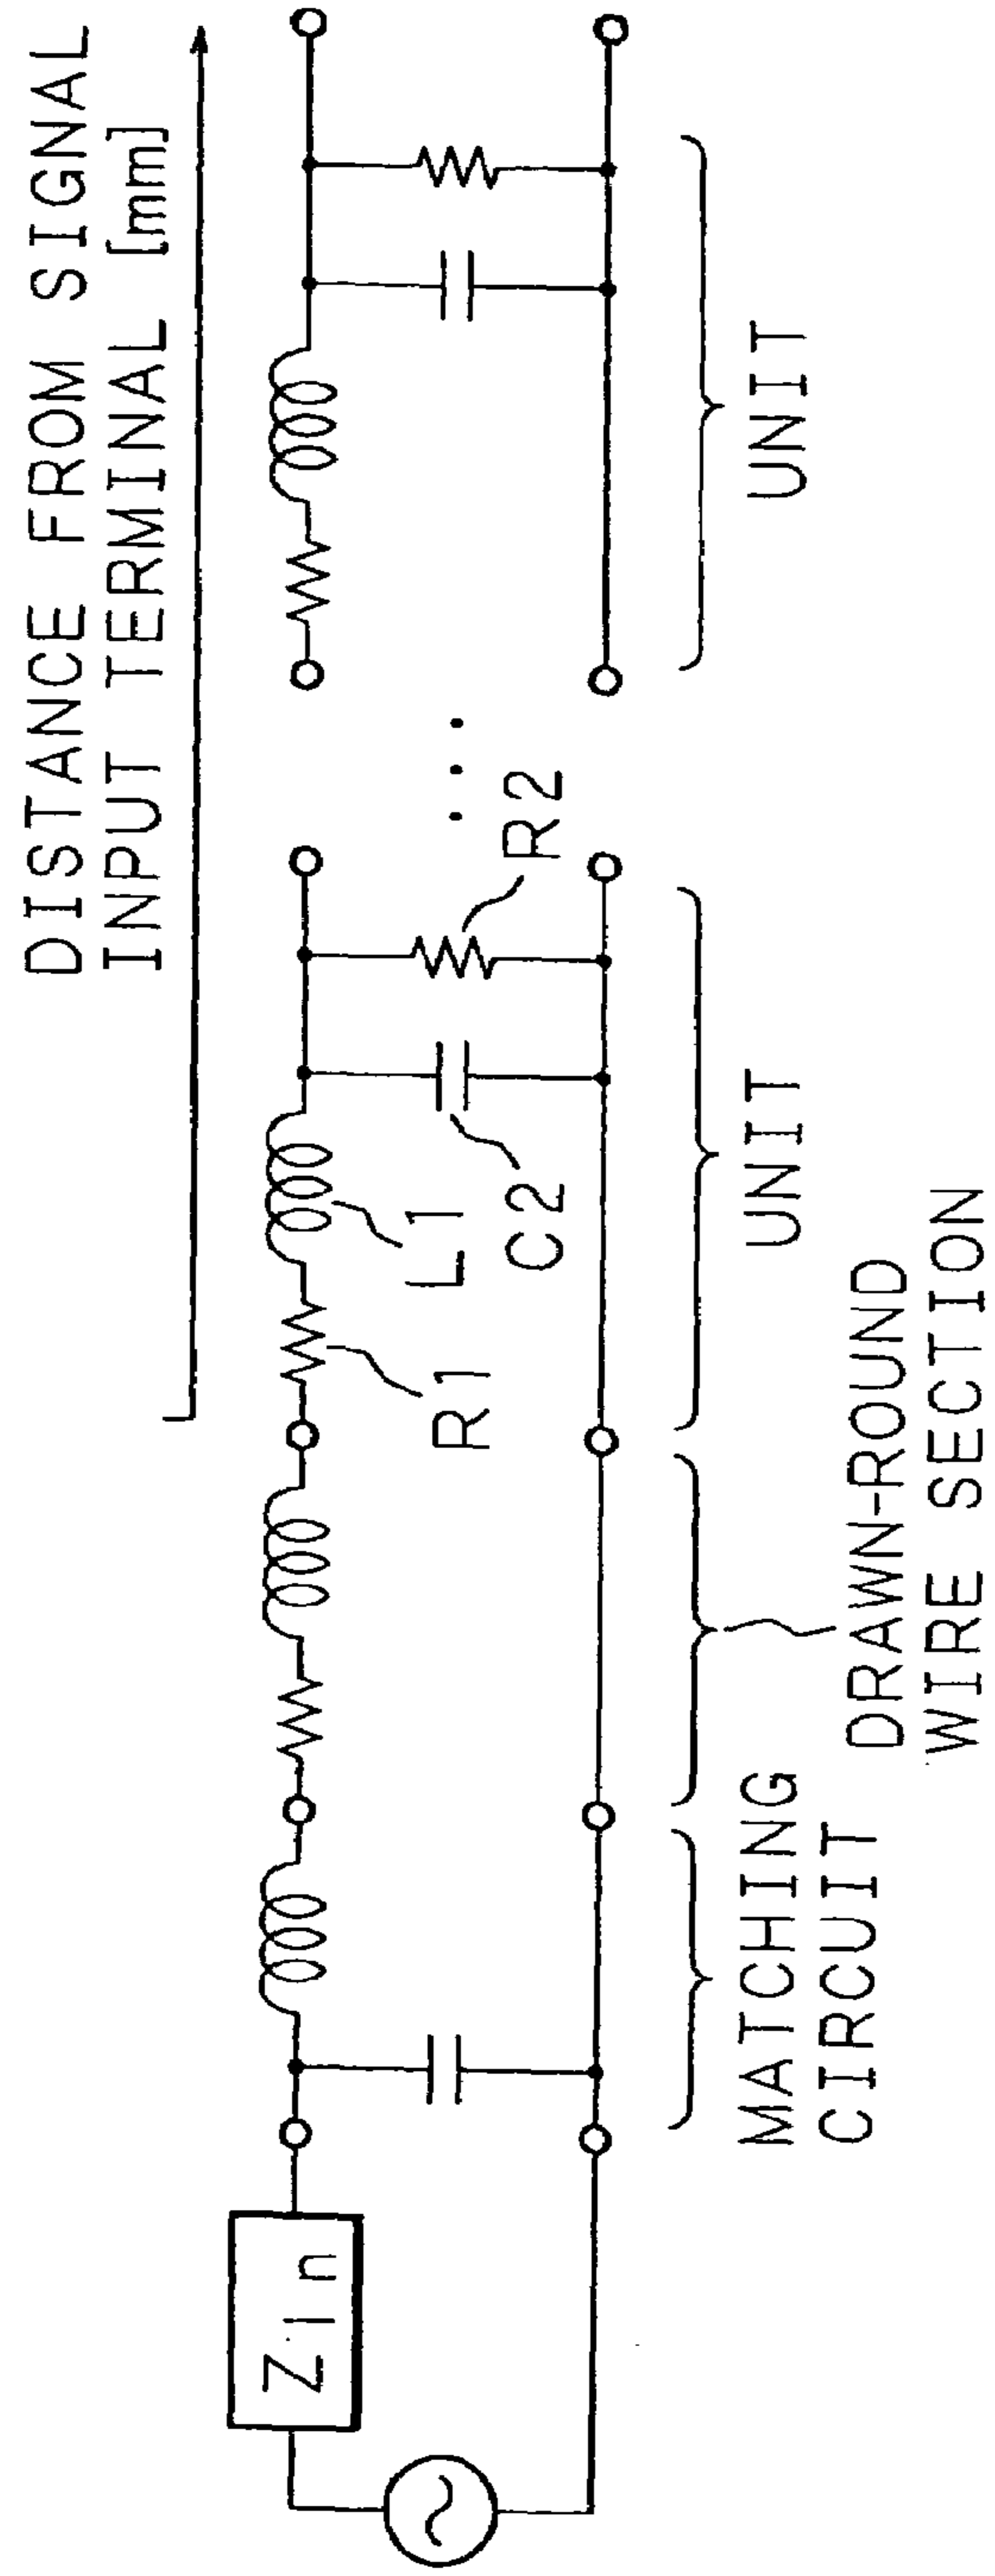 DISTANCE FROM SIGNAL
INPUT TERMINAL [mm]
Zin
R1
L1
C2
R2
...
MATCHING
CIRCUIT
DRAWN-ROUND
WIRE SECTION
UNIT
UNIT